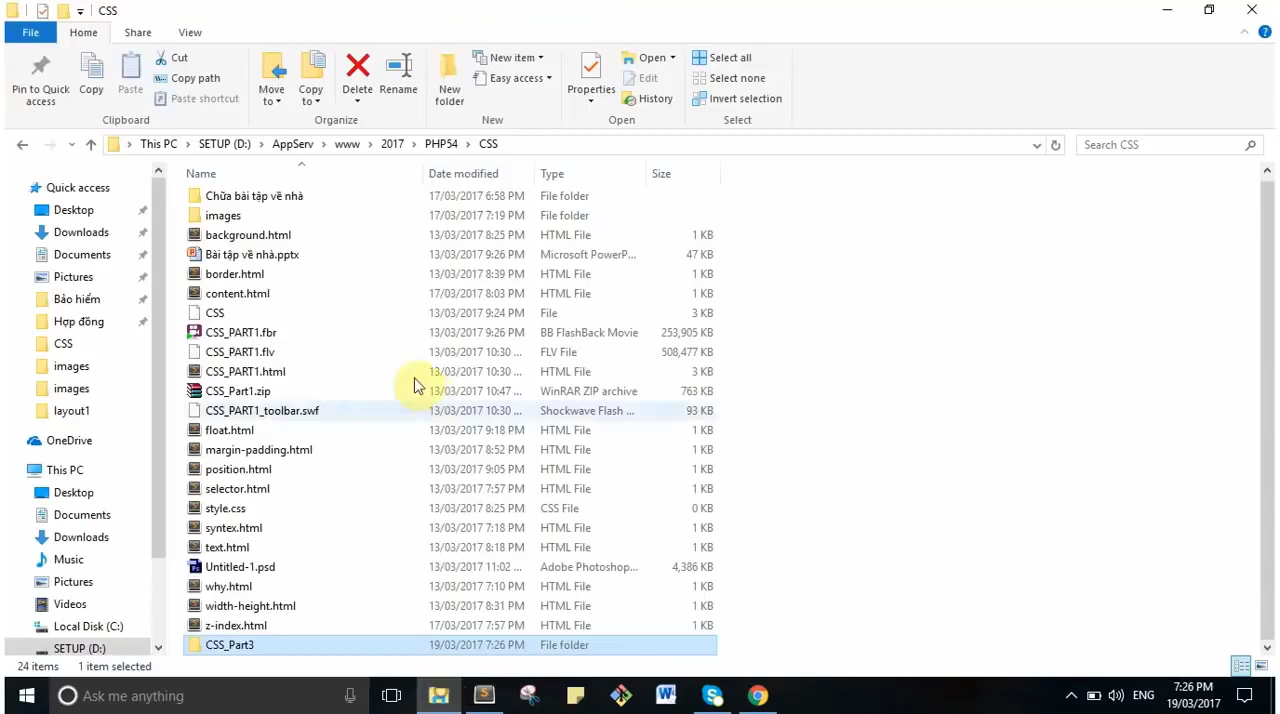 CSS
File Home Share View
Pin to Quick access
Copy
Paste
Cut
Copy path
Paste shortcut
Clipboard
Move to
Copy to
Delete
Rename
Organize
New folder
New item
Easy access
New
Properties
Open
Edit
History
Open
Select all
Select none
Invert selection
Select
This PC > SETUP (D:) > AppServ > www > 2017 > PHP54 > CSS
Search CSS
Quick access
Desktop
Downloads
Documents
Pictures
Bảo hiểm
Hợp đồng
CSS
images
images
layout1
OneDrive
This PC
Desktop
Documents
Downloads
Music
Pictures
Videos
Local Disk (C:)
SETUP (D:)
Name Date modified Type Size
Chữa bài tập về nhà 17/03/2017 6:58 PM File folder
images 17/03/2017 7:19 PM File folder
background.html 13/03/2017 8:25 PM HTML File 1 KB
Bài tập về nhà.pptx 13/03/2017 9:26 PM Microsoft PowerP... 47 KB
border.html 13/03/2017 8:39 PM HTML File 1 KB
content.html 17/03/2017 8:03 PM HTML File 1 KB
CSS 13/03/2017 9:24 PM File 3 KB
CSS_PART1.fbr 13/03/2017 9:26 PM BB FlashBack Movie 253,905 KB
CSS_PART1.flv 13/03/2017 10:30 ... FLV File 508,477 KB
CSS_PART1.html 13/03/2017 10:30 ... HTML File 3 KB
CSS_Part1.zip 13/03/2017 10:47 ... WinRAR ZIP archive 763 KB
CSS_PART1_toolbar.swf 13/03/2017 10:30 ... Shockwave Flash ... 93 KB
float.html 13/03/2017 9:18 PM HTML File 1 KB
margin-padding.html 13/03/2017 8:52 PM HTML File 1 KB
position.html 13/03/2017 9:05 PM HTML File 1 KB
selector.html 13/03/2017 7:57 PM HTML File 1 KB
style.css 13/03/2017 8:25 PM CSS File 0 KB
syntex.html 13/03/2017 7:18 PM HTML File 1 KB
text.html 13/03/2017 8:18 PM HTML File 1 KB
Untitled-1.psd 13/03/2017 11:02 ... Adobe Photoshop... 4,386 KB
why.html 13/03/2017 7:10 PM HTML File 1 KB
width-height.html 13/03/2017 8:31 PM HTML File 1 KB
z-index.html 17/03/2017 7:57 PM HTML File 1 KB
CSS_Part3 19/03/2017 7:26 PM File folder
24 items 1 item selected
Ask me anything
ENG
7:26 PM
19/03/2017